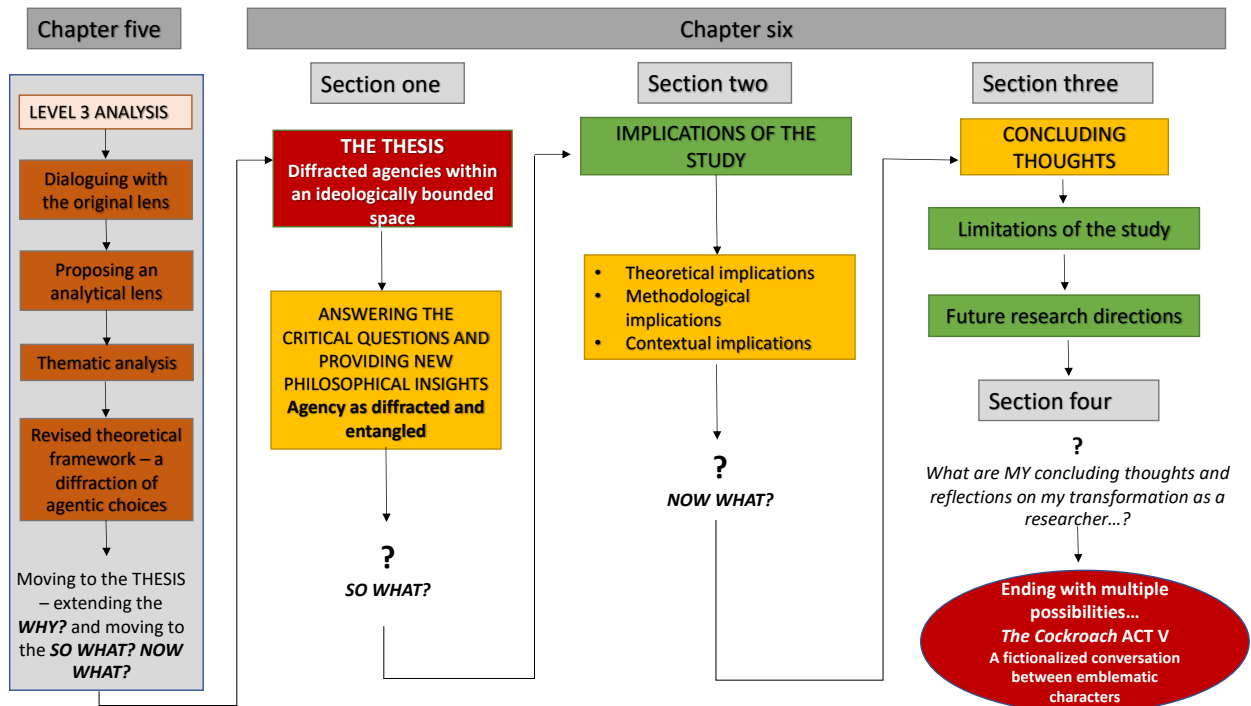 Chapter five
Chapter six
LEVEL 3 ANALYSIS
Dialoguing with
the original lens
Proposing an
analytical lens
Thematic analysis
Revised theoretical
framework – a
diffraction of
agentic choices
Moving to the THESIS
– extending the
WHY? and moving to
the SO WHAT? NOW
WHAT?
Section one
THE THESIS
Diffracted agencies within
an ideologically bounded
space
ANSWERING THE
CRITICAL QUESTIONS AND
PROVIDING NEW
PHILOSOPHICAL INSIGHTS
Agency as diffracted and
entangled
?
SO WHAT?
Section two
IMPLICATIONS OF THE
STUDY
• Theoretical implications
• Methodological
implications
• Contextual implications
?
NOW WHAT?
Section three
CONCLUDING
THOUGHTS
Limitations of the study
Future research directions
Section four
?
What are MY concluding thoughts and
reflections on my transformation as a
researcher…?
Ending with multiple
possibilities…
The Cockroach ACT V
A fictionalized conversation
between emblematic
characters